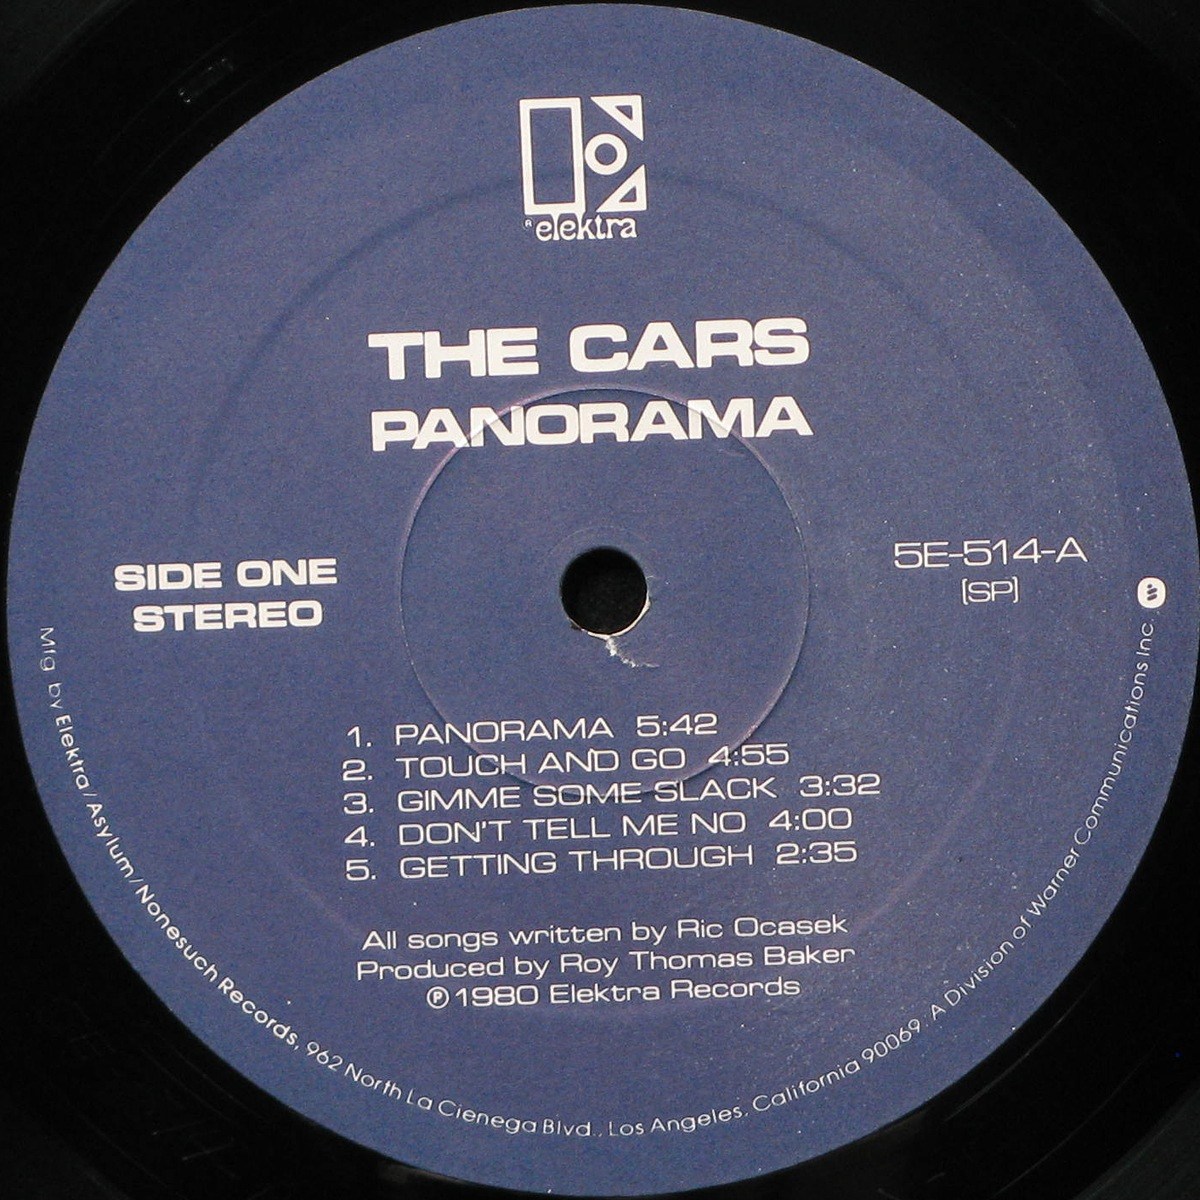 ® elektra
THE CARS
PANORAMA
SIDE ONE
STEREO
5E-514-A
[SP]
1. PANORAMA 5:42
2. TOUCH AND GO 4:55
3. GIMME SOME SLACK 3:32
4. DON'T TELL ME NO 4:00
5. GETTING THROUGH 2:35
All songs written by Ric Ocasek
Produced by Roy Thomas Baker
℗ 1980 Elektra Records
Mfg by Elektra/Asylum/Nonesuch Records, 962 North La Cienega Blvd., Los Angeles, California 90069. A Division of Warner Communications Inc.